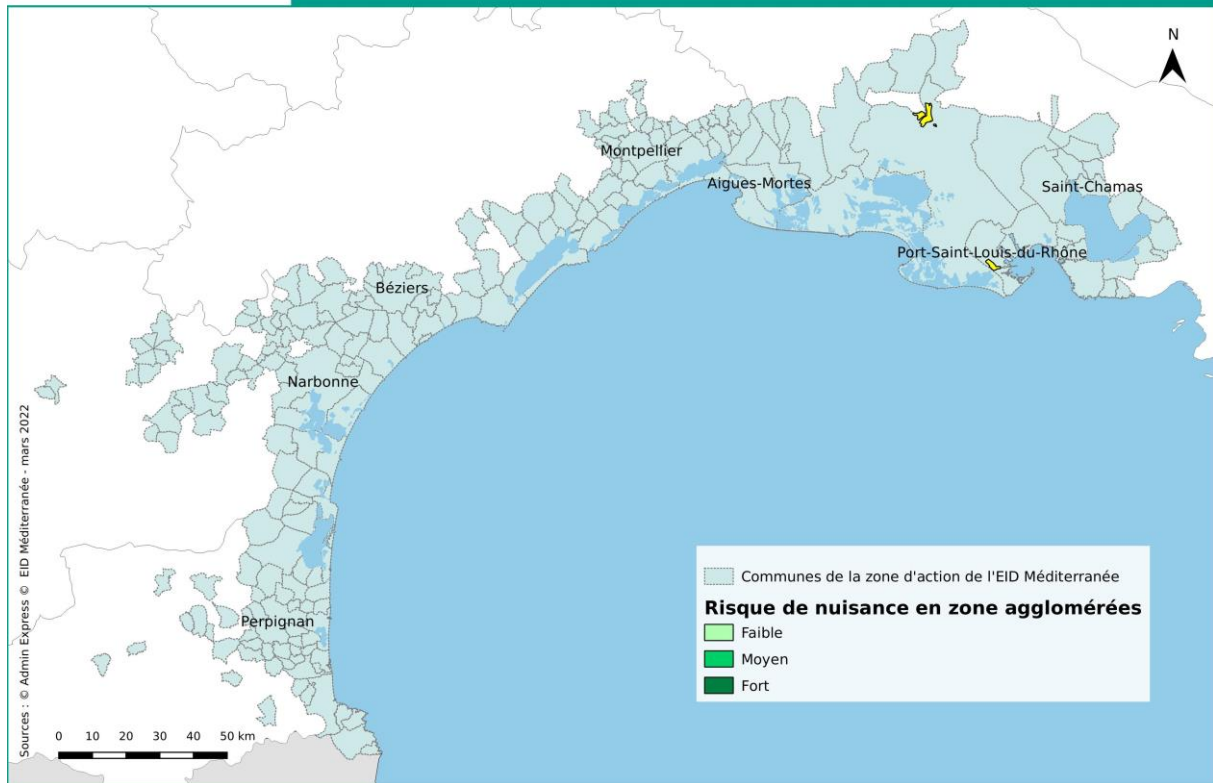 N
Montpellier
Aigues-Mortes
Saint-Chamas
Port-Saint-Louis-du-Rhône
Béziers
Narbonne
Perpignan
Communes de la zone d'action de l'EID Méditerranée
Risque de nuisance en zone agglomérées
Faible
Moyen
Fort
0 10 20 30 40 50 km
Sources : © Admin Express © EID Méditerranée - mars 2022